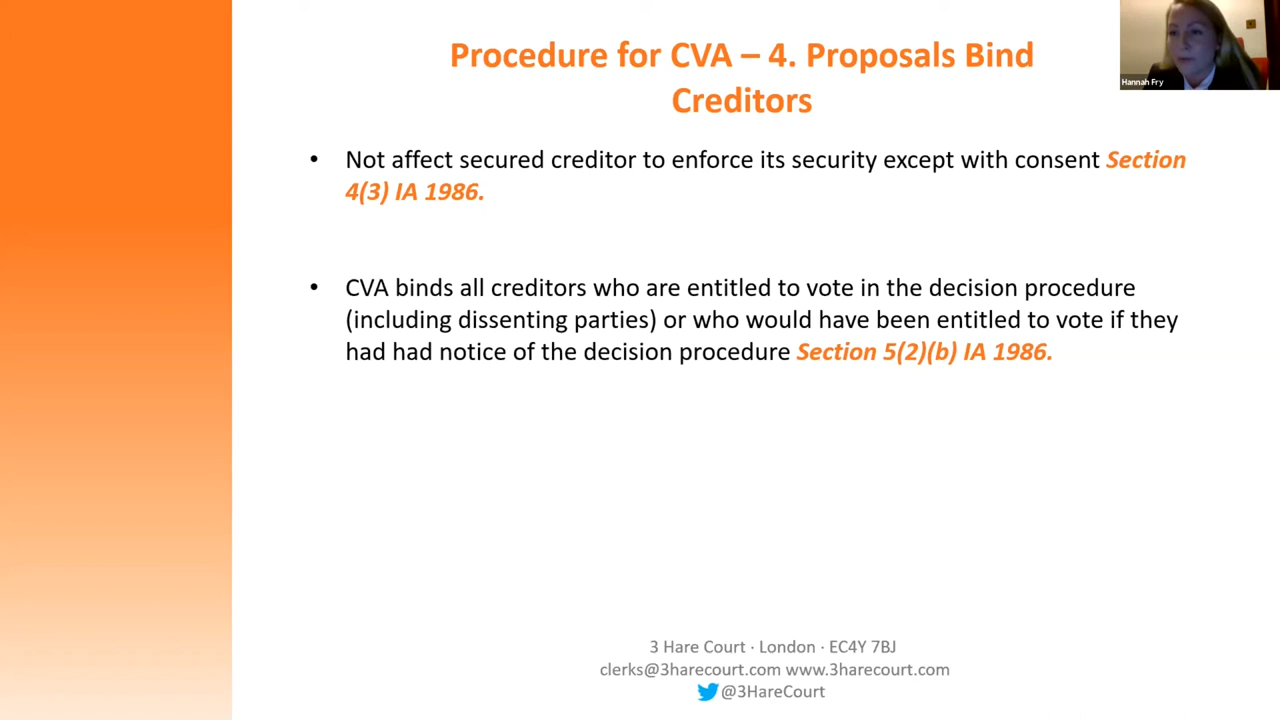 Procedure for CVA – 4. Proposals Bind
Creditors
Hannah Fry
• Not affect secured creditor to enforce its security except with consent Section
4(3) IA 1986.
• CVA binds all creditors who are entitled to vote in the decision procedure
(including dissenting parties) or who would have been entitled to vote if they
had had notice of the decision procedure Section 5(2)(b) IA 1986.
3 Hare Court · London · EC4Y 7BJ
clerks@3harecourt.com www.3harecourt.com
@3HareCourt